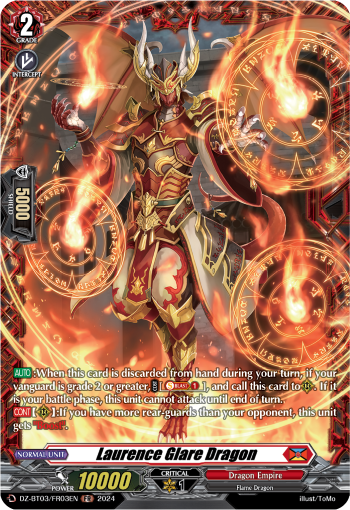 2
GRADE
INTERCEPT
5000
SHIELD
AUTO:When this card is discarded from hand during your turn, if your
vanguard is grade 2 or greater, COST [SOUL BLAST 1], and call this card to RC. If it
is your battle phase, this unit cannot attack until end of turn.
CONT [RC]:If you have more rear-guards than your opponent, this unit
gets "Boost".
NORMAL UNIT
Laurence Glare Dragon
POWER 10000
CRITICAL
1
Dragon Empire
Flame Dragon
DZ-BT03/FR03EN FR 2024
illust/ToMo